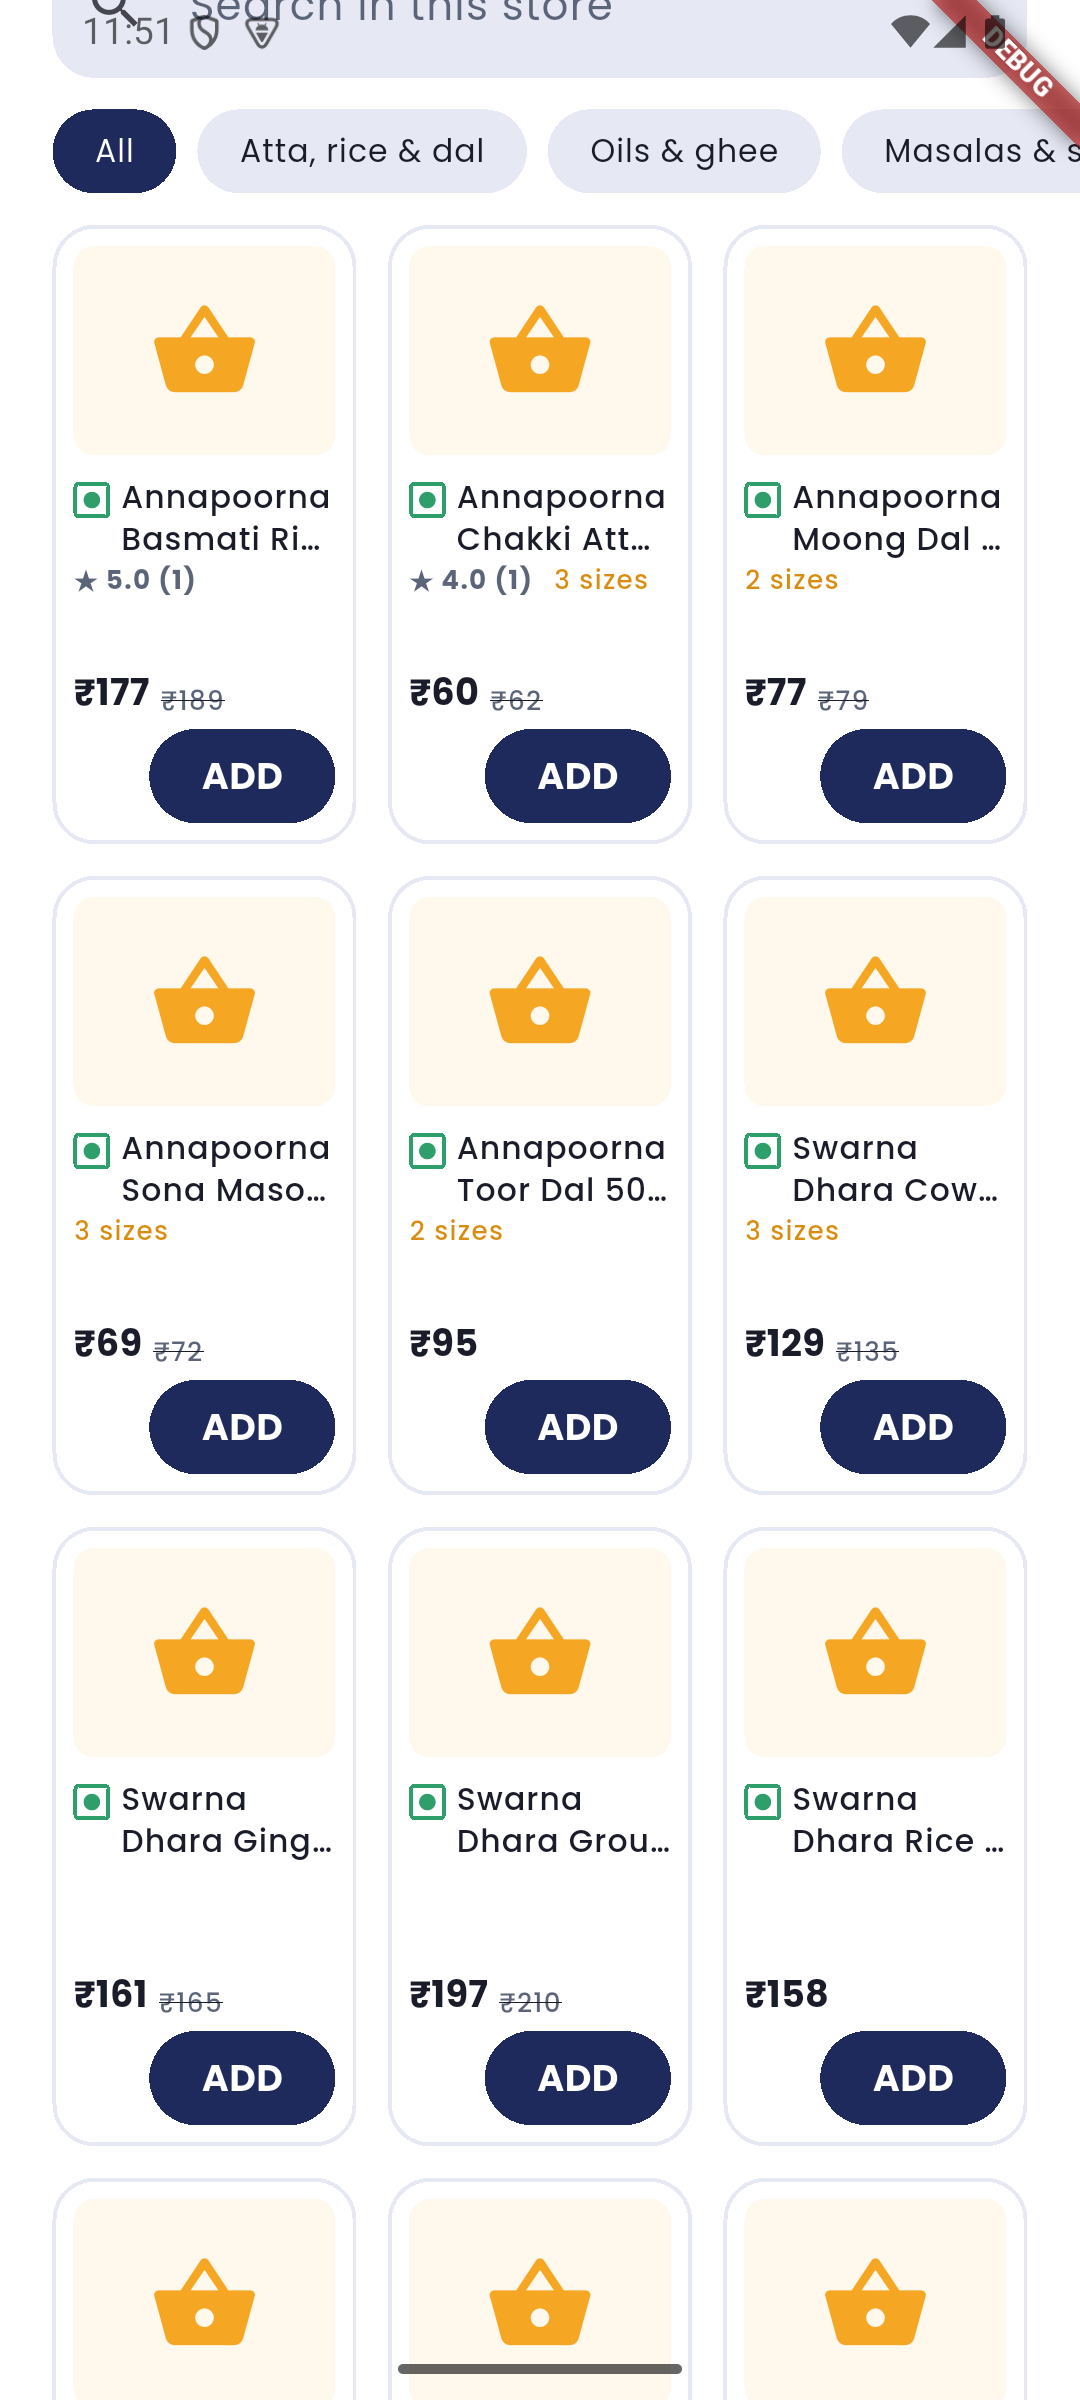 Search in this store
11:51
DEBUG
All
Atta, rice & dal
Oils & ghee
Masalas & s
Annapoorna
Basmati Ri...
★ 5.0 (1)
₹177 ₹189
ADD
Annapoorna
Chakki Att...
★ 4.0 (1) 3 sizes
₹60 ₹62
ADD
Annapoorna
Moong Dal ...
2 sizes
₹77 ₹79
ADD
Annapoorna
Sona Maso...
3 sizes
₹69 ₹72
ADD
Annapoorna
Toor Dal 50...
2 sizes
₹95
ADD
Swarna
Dhara Cow...
3 sizes
₹129 ₹135
ADD
Swarna
Dhara Ging...
₹161 ₹165
ADD
Swarna
Dhara Grou...
₹197 ₹210
ADD
Swarna
Dhara Rice ...
₹158
ADD